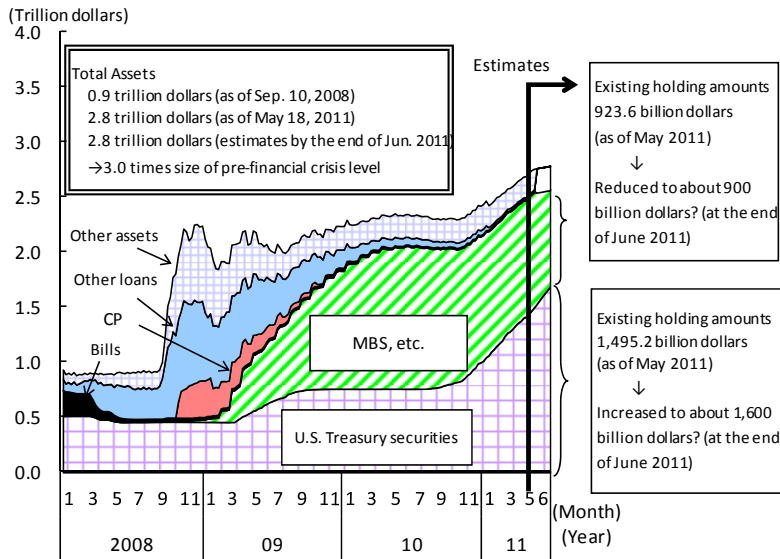 (Trillion dollars)
4.0
3.5
3.0
2.5
2.0
1.5
1.0
0.5
0.0
Total Assets
0.9 trillion dollars (as of Sep. 10, 2008)
2.8 trillion dollars (as of May 18, 2011)
2.8 trillion dollars (estimates by the end of Jun. 2011)
→3.0 times size of pre-financial crisis level
Estimates
Other assets
Other loans
CP
Bills
MBS, etc.
U.S. Treasury securities
Existing holding amounts
923.6 billion dollars
(as of May 2011)
↓
Reduced to about 900
billion dollars? (at the end
of June 2011)
Existing holding amounts
1,495.2 billion dollars
(as of May 2011)
↓
Increased to about 1,600
billion dollars? (at the end
of June 2011)
1 3 5 7 9 11 1 3 5 7 9 11 1 3 5 7 9 11 1 3 5 6
(Month)
2008 09 10 11
(Year)